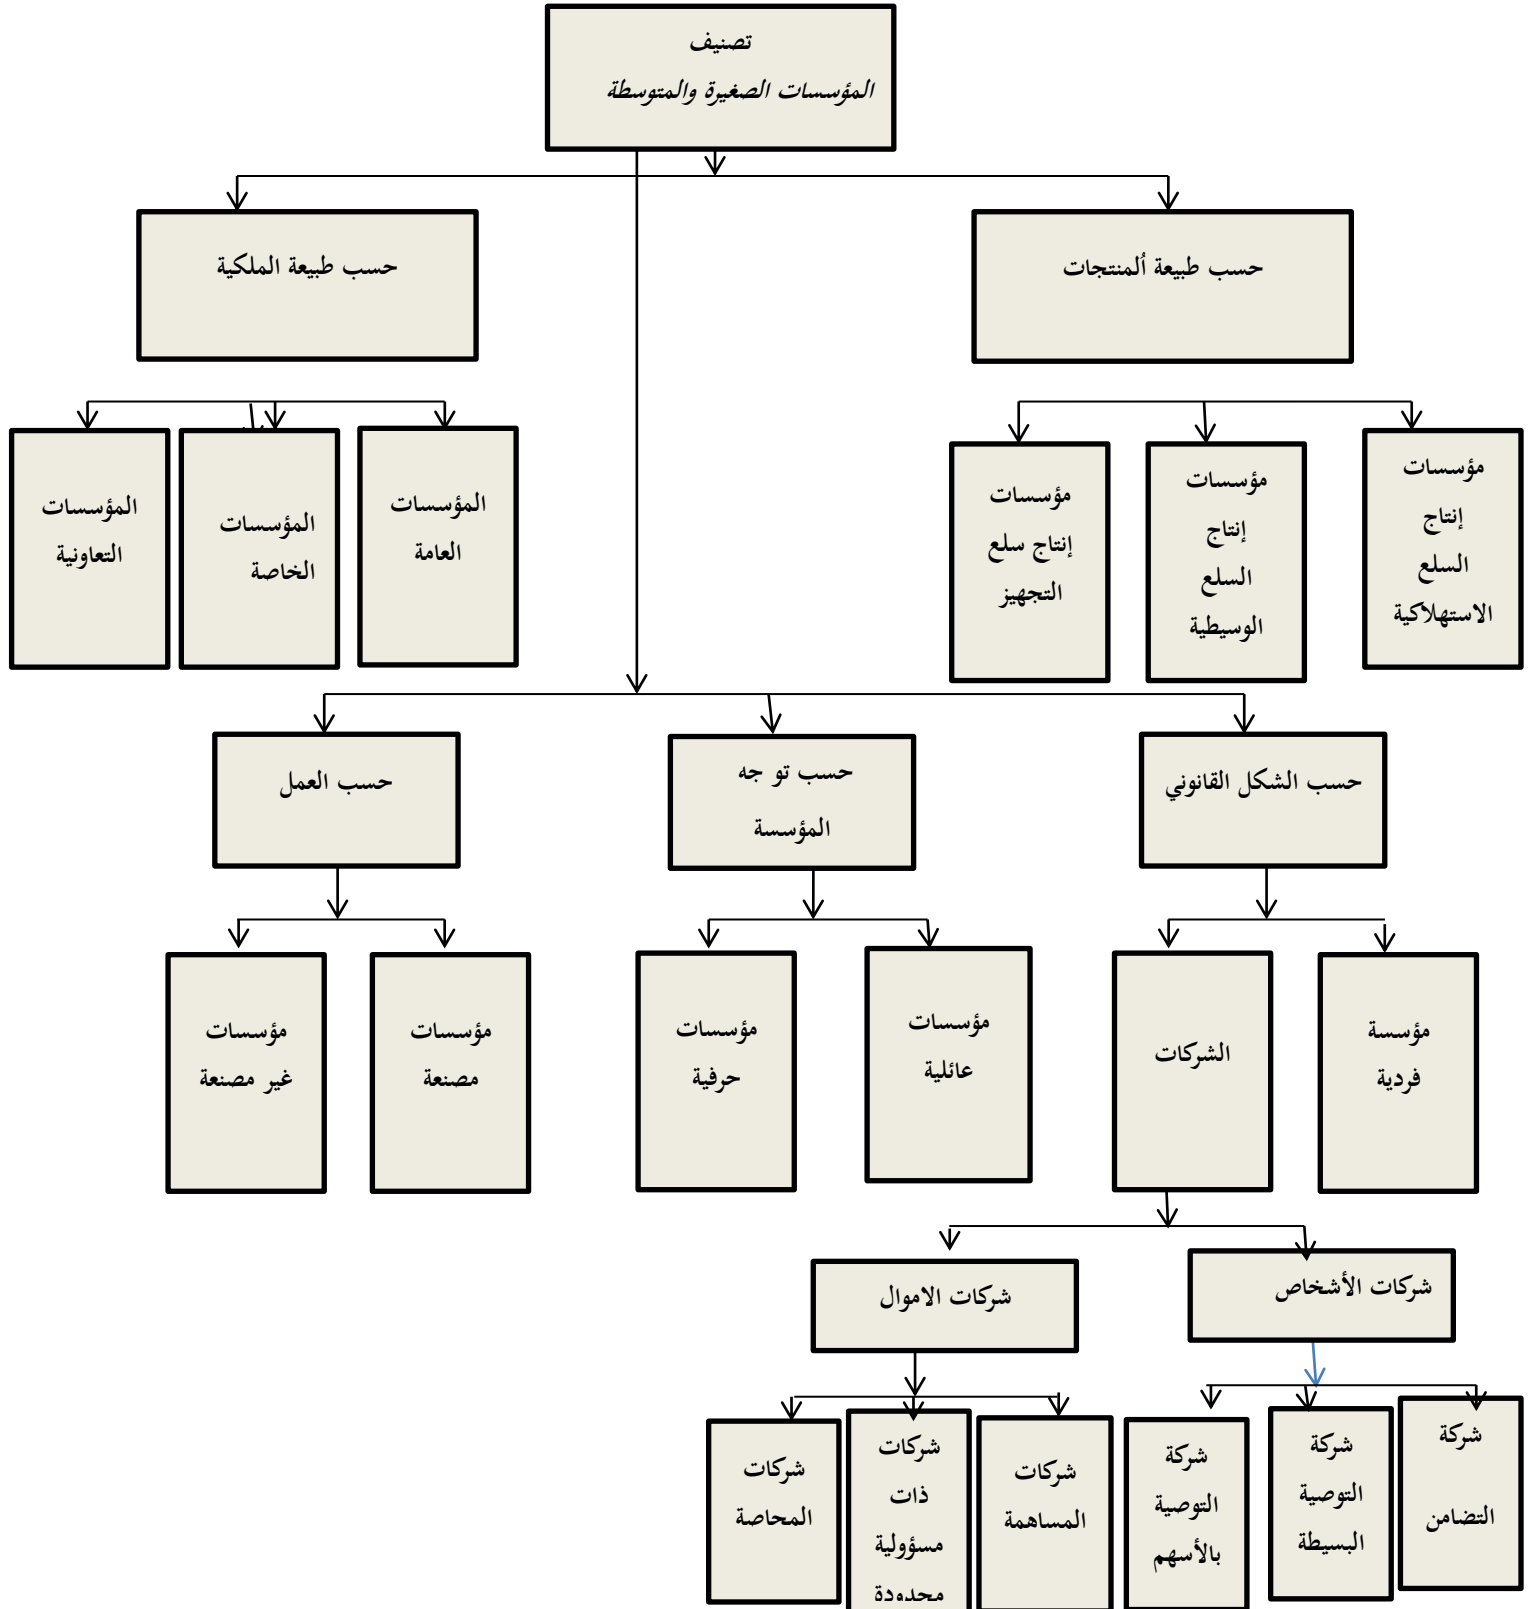 تصنيف
المؤسسات الصغيرة والمتوسطة
حسب طبيعة ألمنتجات
حسب طبيعة الملكية
مؤسسات
إنتاج
السلع
الاستهلاكية
مؤسسات
إنتاج
السلع
الوسيطية
مؤسسات
إنتاج سلع
التجهيز
المؤسسات
العامة
المؤسسات
الخاصة
المؤسسات
التعاونية
حسب الشكل القانوني
حسب تو جه
المؤسسة
حسب العمل
مؤسسة
فردية
الشركات
مؤسسات
عائلية
مؤسسات
حرفية
مؤسسات
مصنعة
مؤسسات
غير مصنعة
شركات الأشخاص
شركات الاموال
شركة
التضامن
شركة
التوصية
البسيطة
شركة
التوصية
بالأسهم
شركات
المساهمة
شركات
ذات
مسؤولية
محدودة
شركات
المحاصة